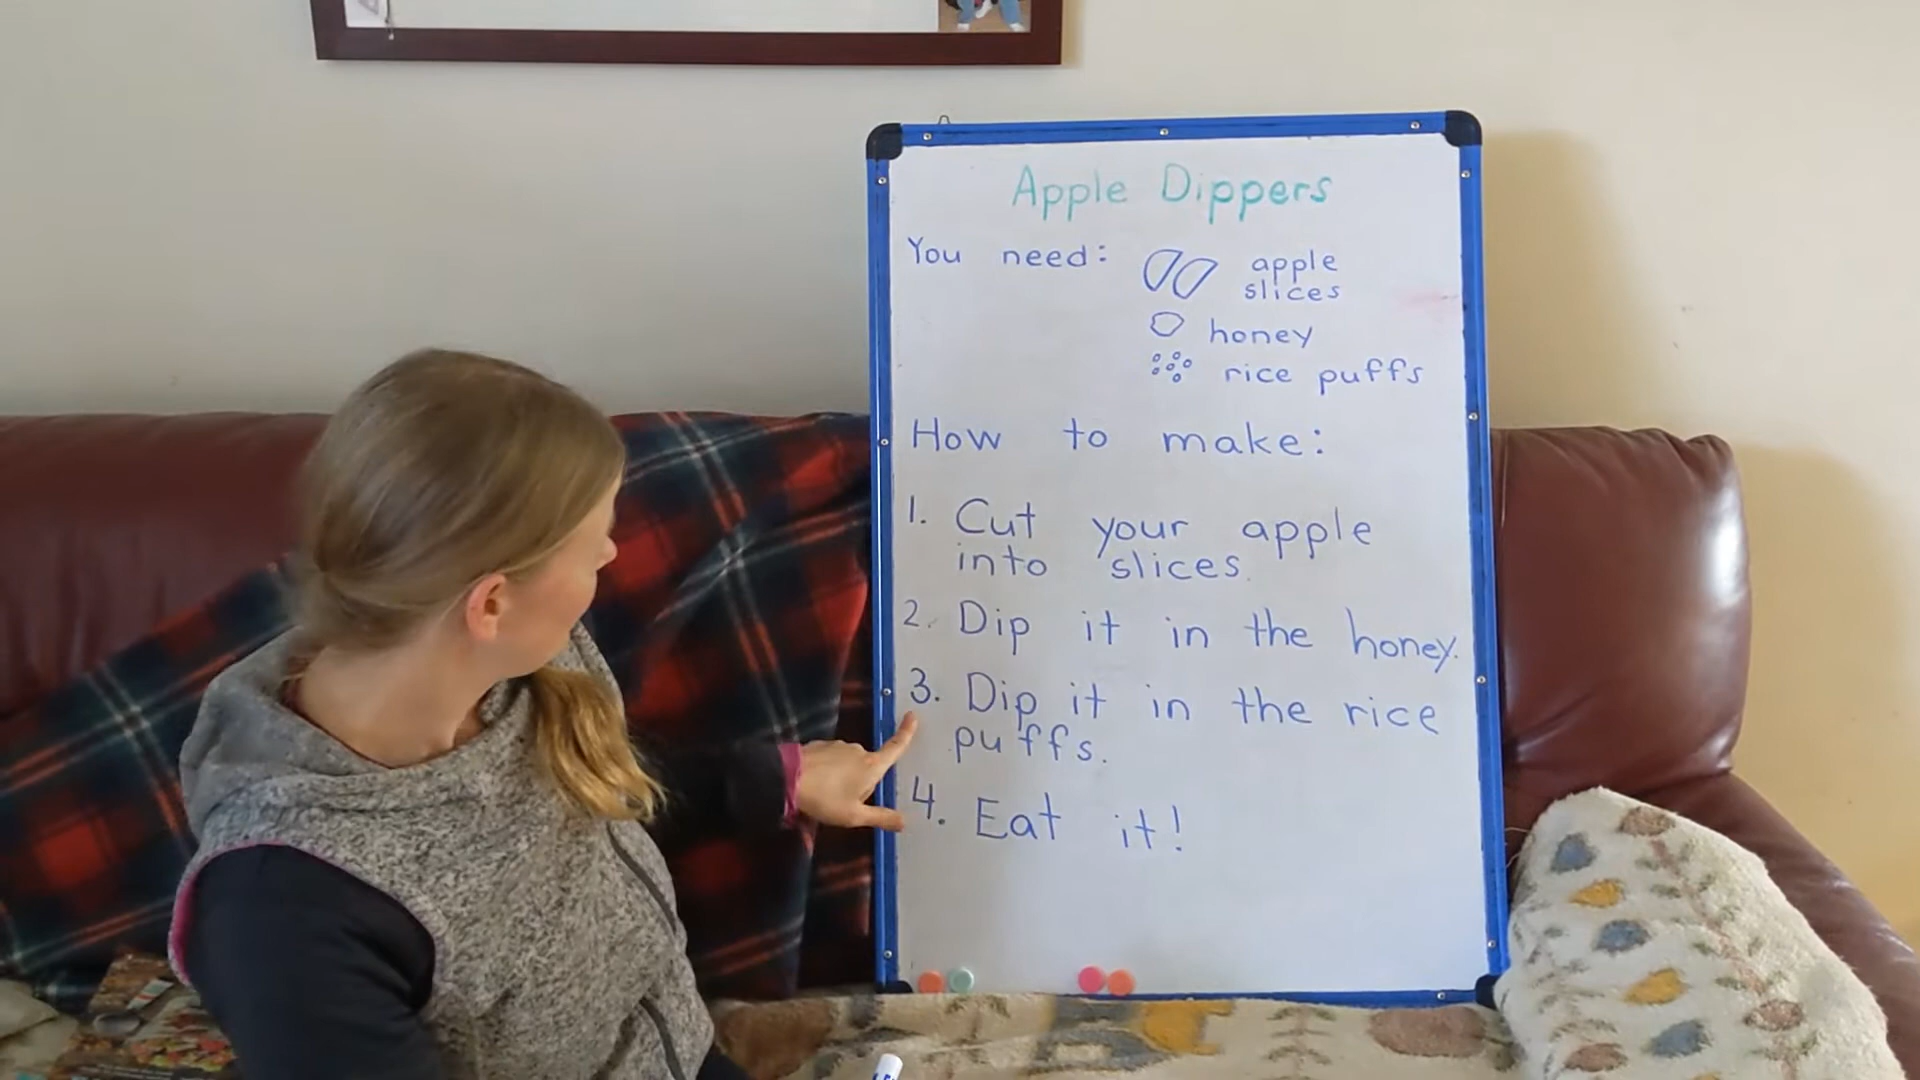 Apple Dippers
You need:
apple
slices
honey
rice puffs
How to make:
1. Cut your apple
into slices.
2. Dip it in the honey.
3. Dip it in the rice
puffs.
4. Eat it!